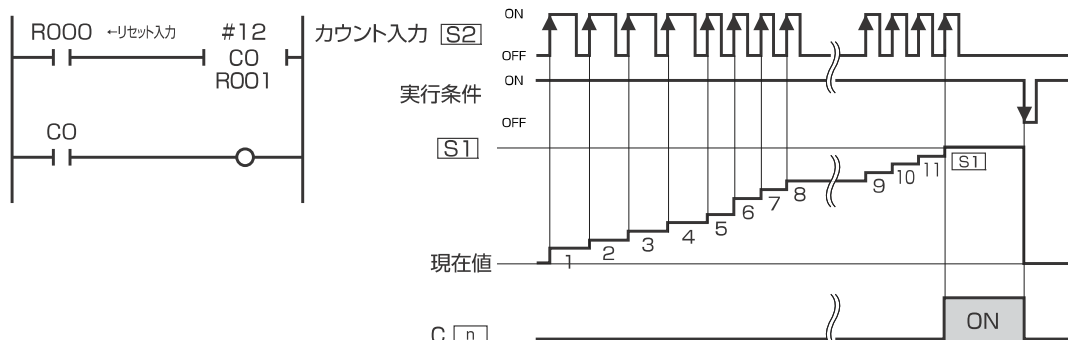 R000 ←リセット入力 #12
C0
R001
C0
カウント入力 S2
ON
OFF
実行条件
ON
OFF
S1
S1
1 2 3 4 5 6 7 8 9 10 11
現在値
C n
ON